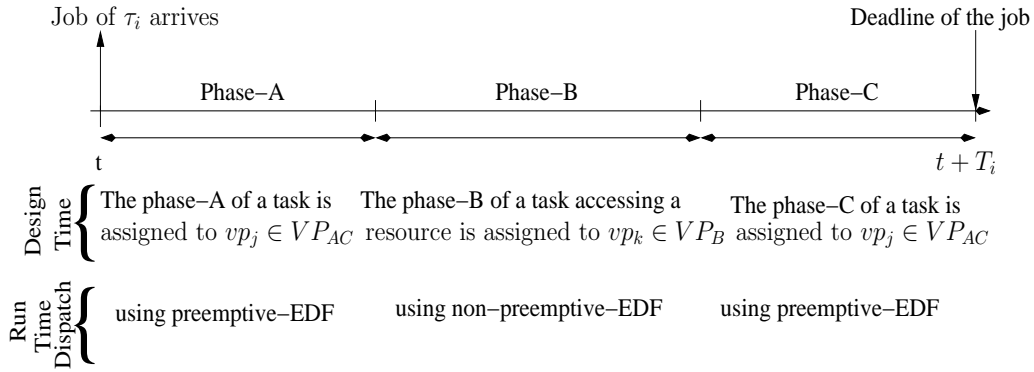 Job of τ_i arrives
Deadline of the job
Phase–A
Phase–B
Phase–C
t
t + T_i
Design Time
The phase–A of a task is
assigned to vp_j ∈ VP_AC
The phase–B of a task accessing a
resource is assigned to vp_k ∈ VP_B
The phase–C of a task is
assigned to vp_j ∈ VP_AC
Run Time Dispatch
using preemptive–EDF
using non–preemptive–EDF
using preemptive–EDF